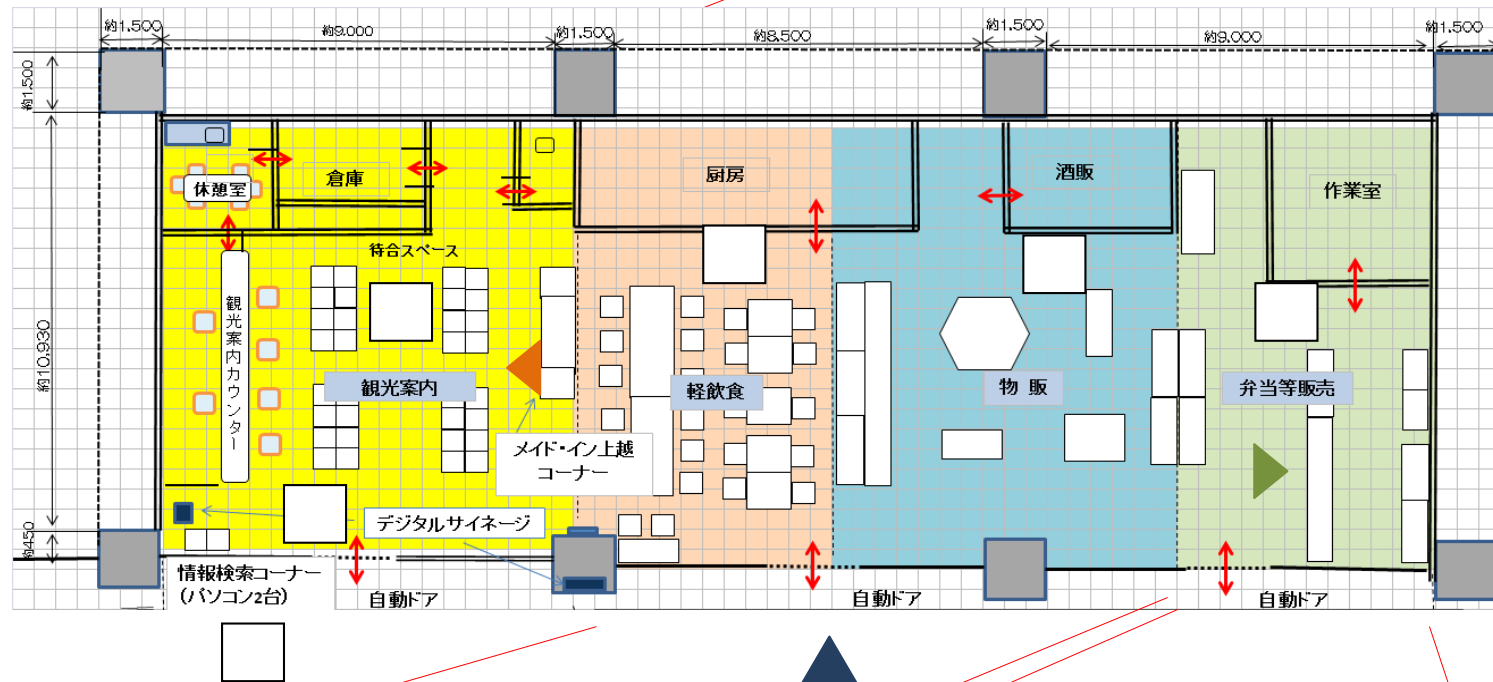 約1.500
約9.000
約1.500
約8.500
約1.500
約9.000
約1.500
約1.500
約10.930
約450
休憩室
倉庫
厨房
酒販
作業室
待合スペース
観光案内カウンター
観光案内
軽飲食
物 販
弁当等販売
メイド・イン上越
コーナー
デジタルサイネージ
情報検索コーナー
(パソコン2台)
自動ドア
自動ドア
自動ドア